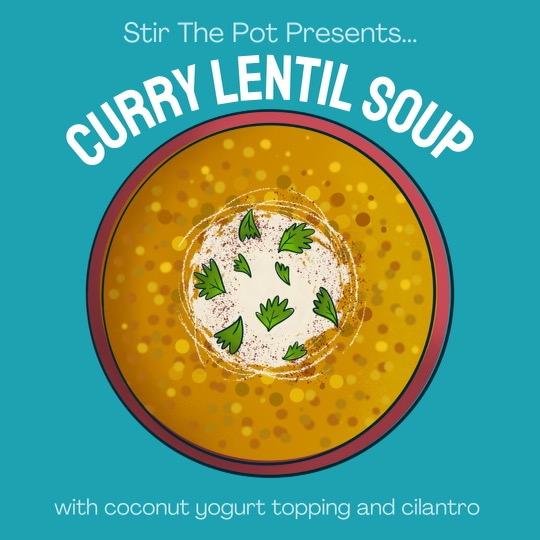 Stir The Pot Presents...
CURRY LENTIL SOUP
with coconut yogurt topping and cilantro